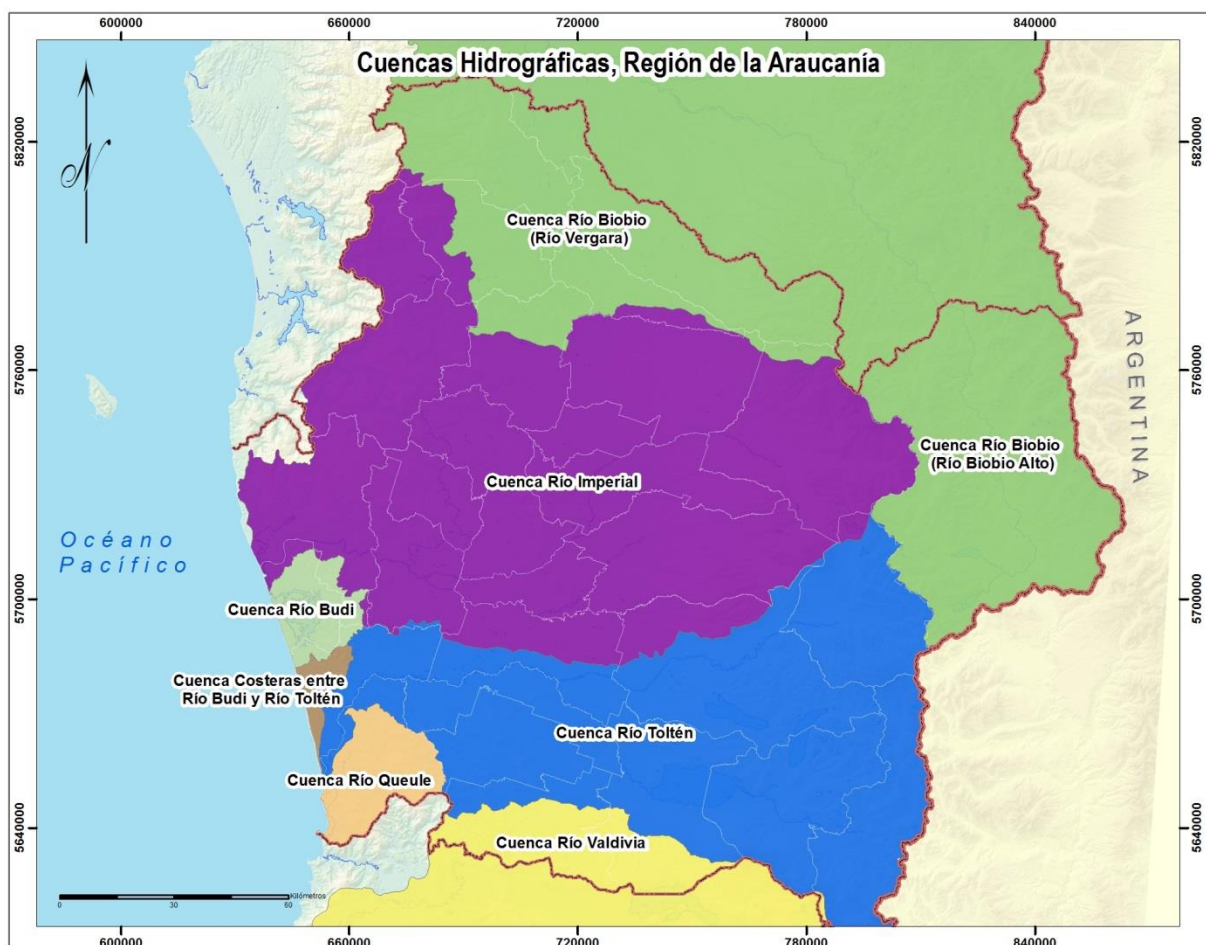 600000 660000 720000 780000 840000
Cuencas Hidrográficas, Región de la Araucanía
N
5820000 5820000
Cuenca Río Biobio
(Río Vergara)
ARGENTINA
5760000 5760000
Cuenca Río Biobio
(Río Biobio Alto)
Cuenca Río Imperial
Océano
Pacífico
5700000 5700000
Cuenca Río Budi
Cuenca Costeras entre
Río Budi y Río Toltén
Cuenca Río Toltén
Cuenca Río Queule
5640000 5640000
Cuenca Río Valdivia
Kilómetros
0 30 60
600000 660000 720000 780000 840000